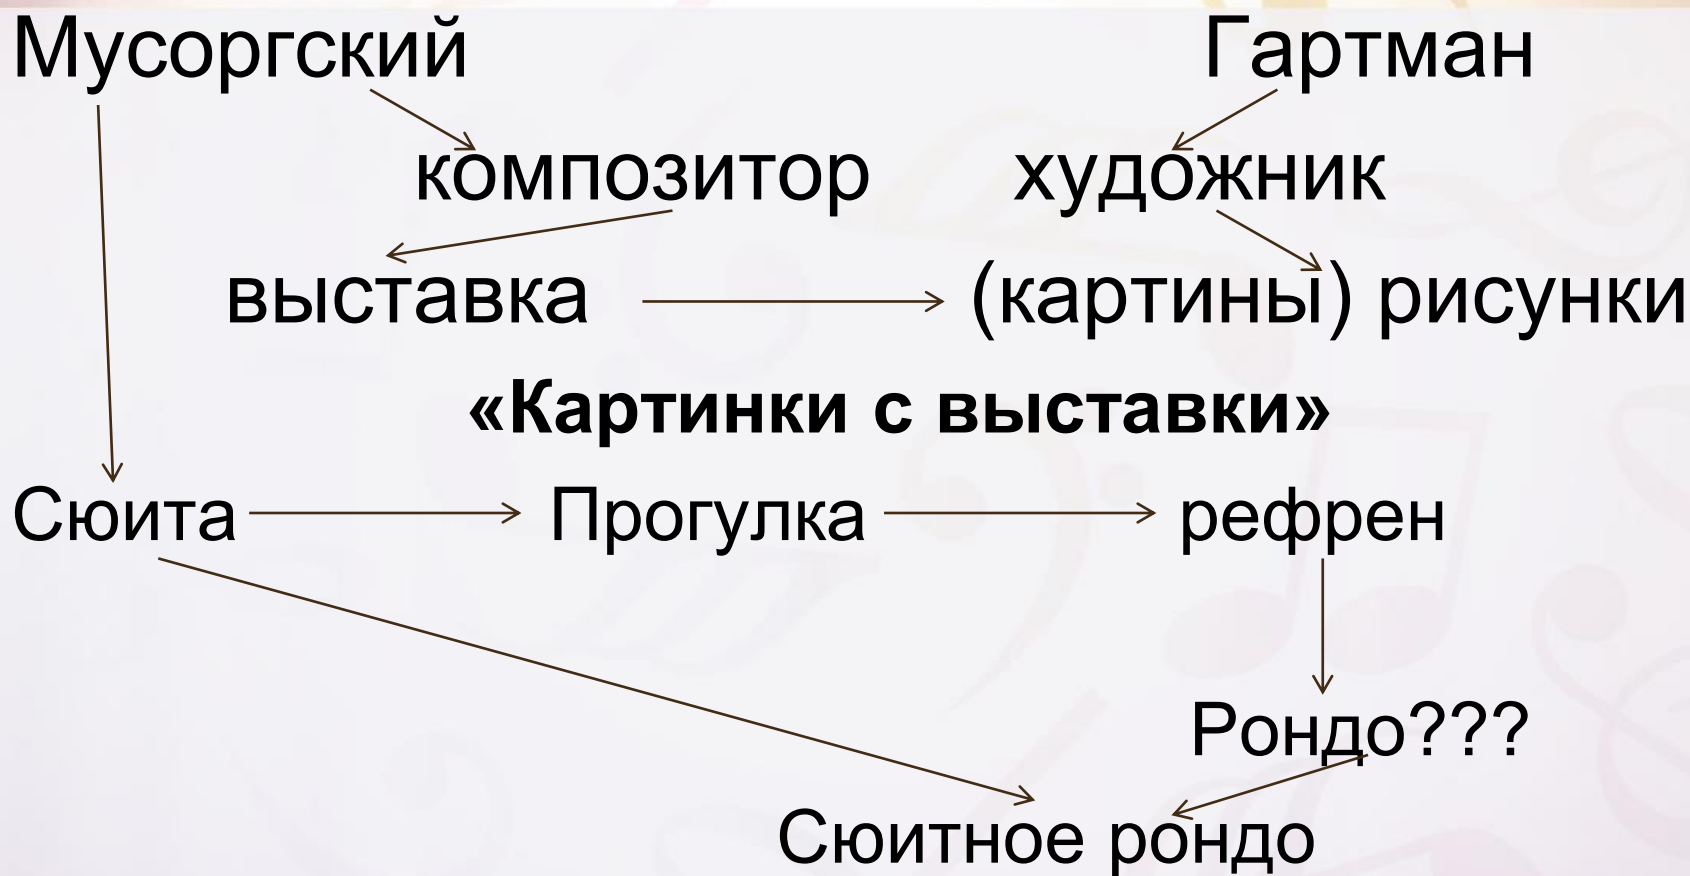 Мусоргский Гартман
композитор художник
выставка (картины) рисунки
«Картинки с выставки»
Сюита Прогулка рефрен
Рондо???
Сюитное рондо